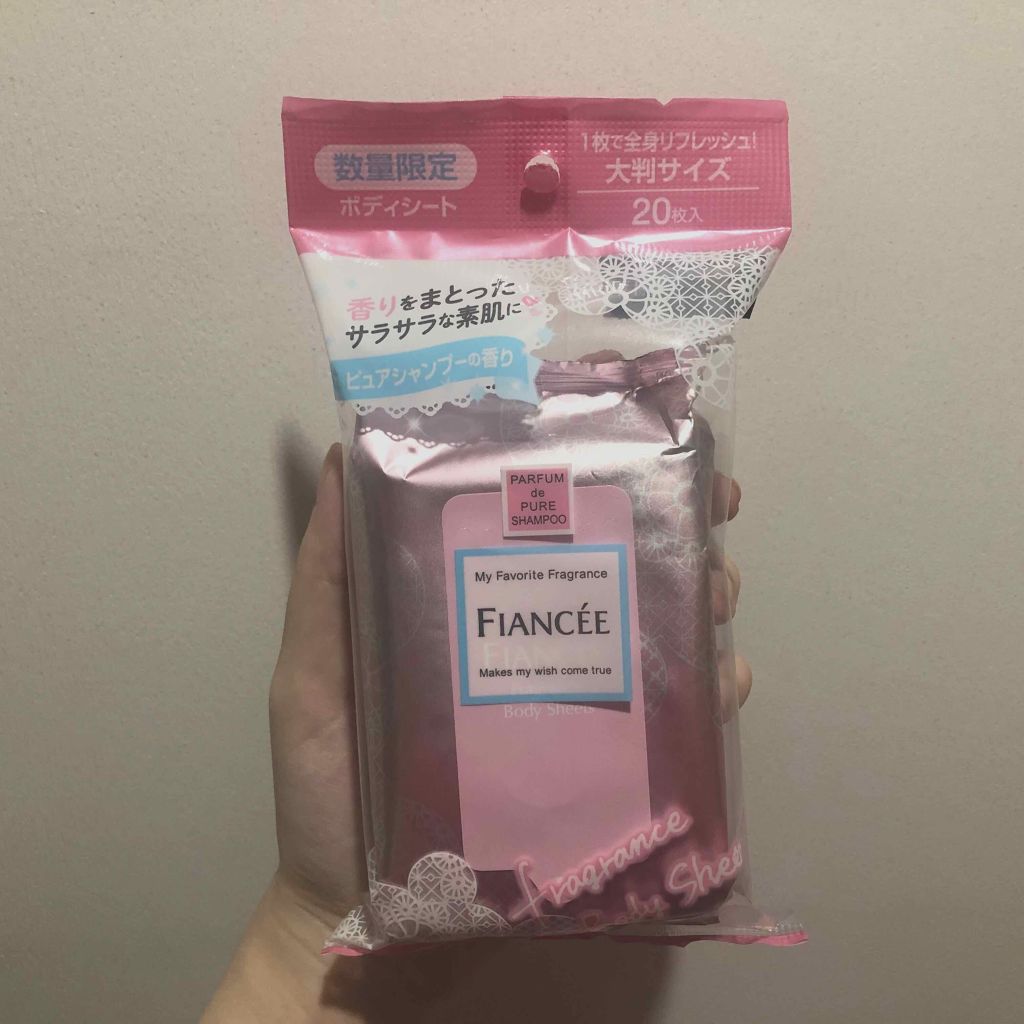 数量限定
ボディシート
1枚で全身リフレッシュ!
大判サイズ
20枚入
香りをまとった
サラサラな素肌に
ピュアシャンプーの香り
PARFUM
de
PURE
SHAMPOO
My Favorite Fragrance
FIANCÉE
Makes my wish come true
Body Sheets
fragrance
Body Sheets